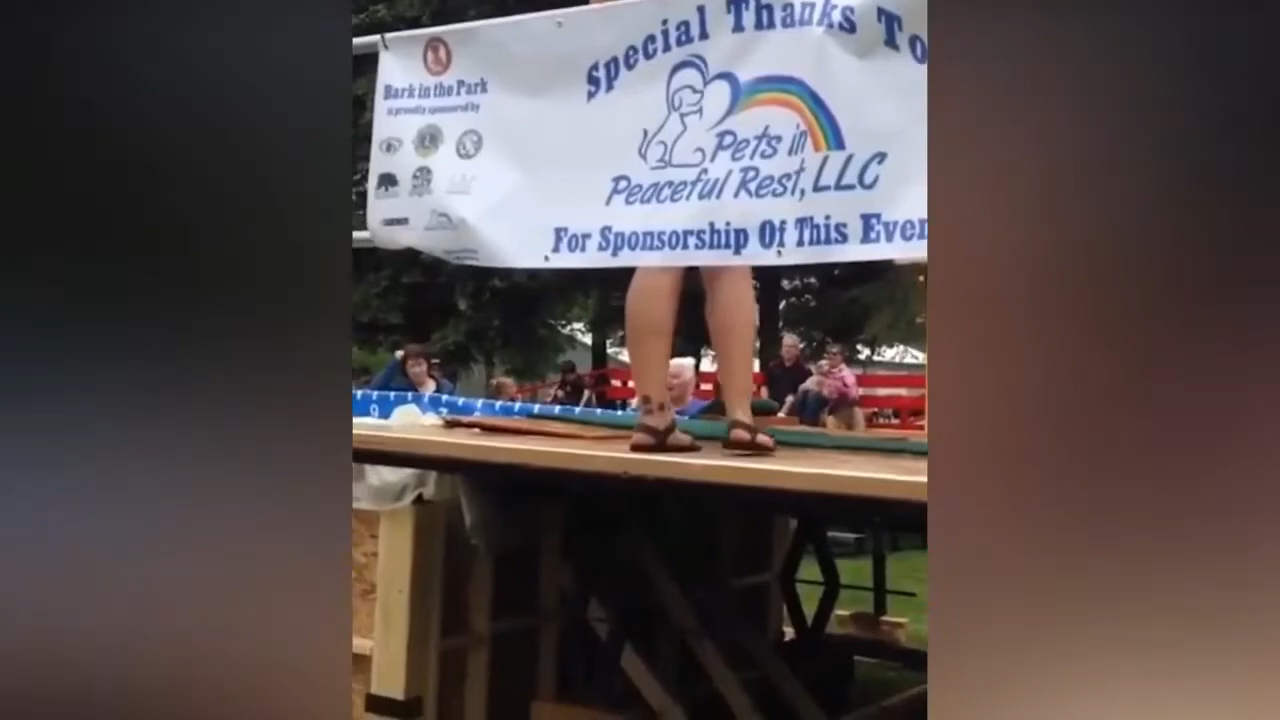 Special Thanks To
Bark in the Park
is proudly sponsored by
Pets in
Peaceful Rest, LLC
For Sponsorship Of This Even
9